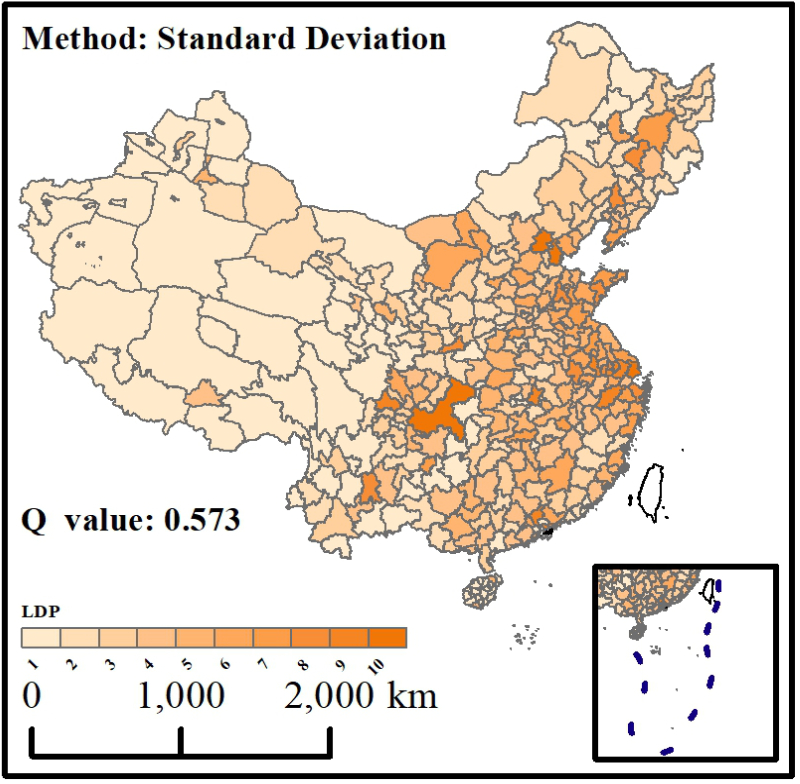 Method: Standard Deviation
Q value: 0.573
LDP
1 2 3 4 5 6 7 8 9 10
0 1,000 2,000 km